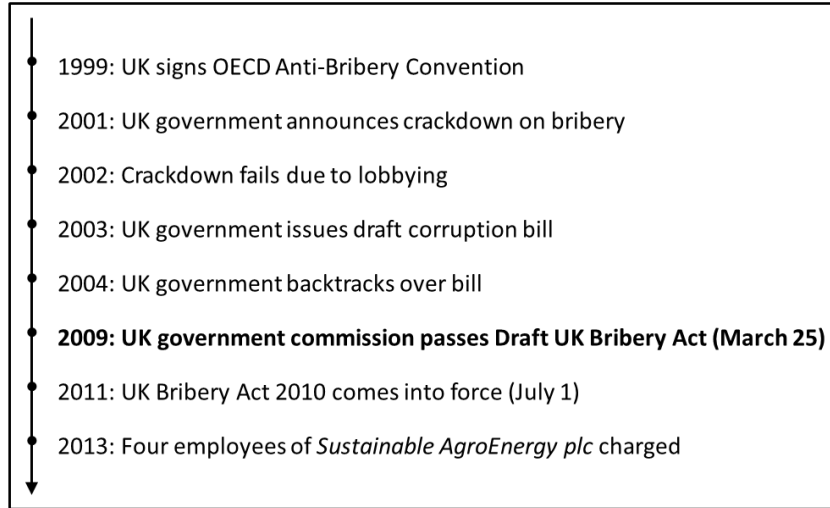 1999: UK signs OECD Anti-Bribery Convention
2001: UK government announces crackdown on bribery
2002: Crackdown fails due to lobbying
2003: UK government issues draft corruption bill
2004: UK government backtracks over bill
2009: UK government commission passes Draft UK Bribery Act (March 25)
2011: UK Bribery Act 2010 comes into force (July 1)
2013: Four employees of Sustainable AgroEnergy plc charged